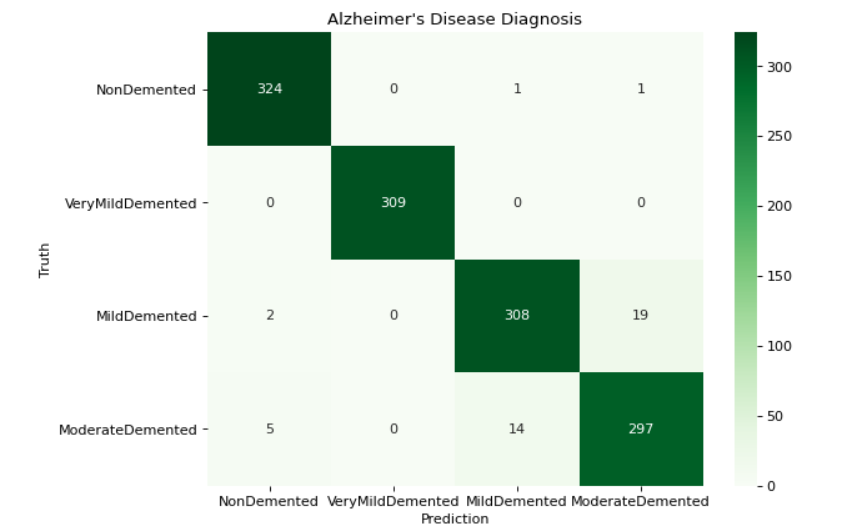 Alzheimer's Disease Diagnosis
NonDemented 324 0 1 1
VeryMildDemented 0 309 0 0
MildDemented 2 0 308 19
ModerateDemented 5 0 14 297
NonDemented VeryMildDemented MildDemented ModerateDemented
Prediction
Truth
300
250
200
150
100
50
0